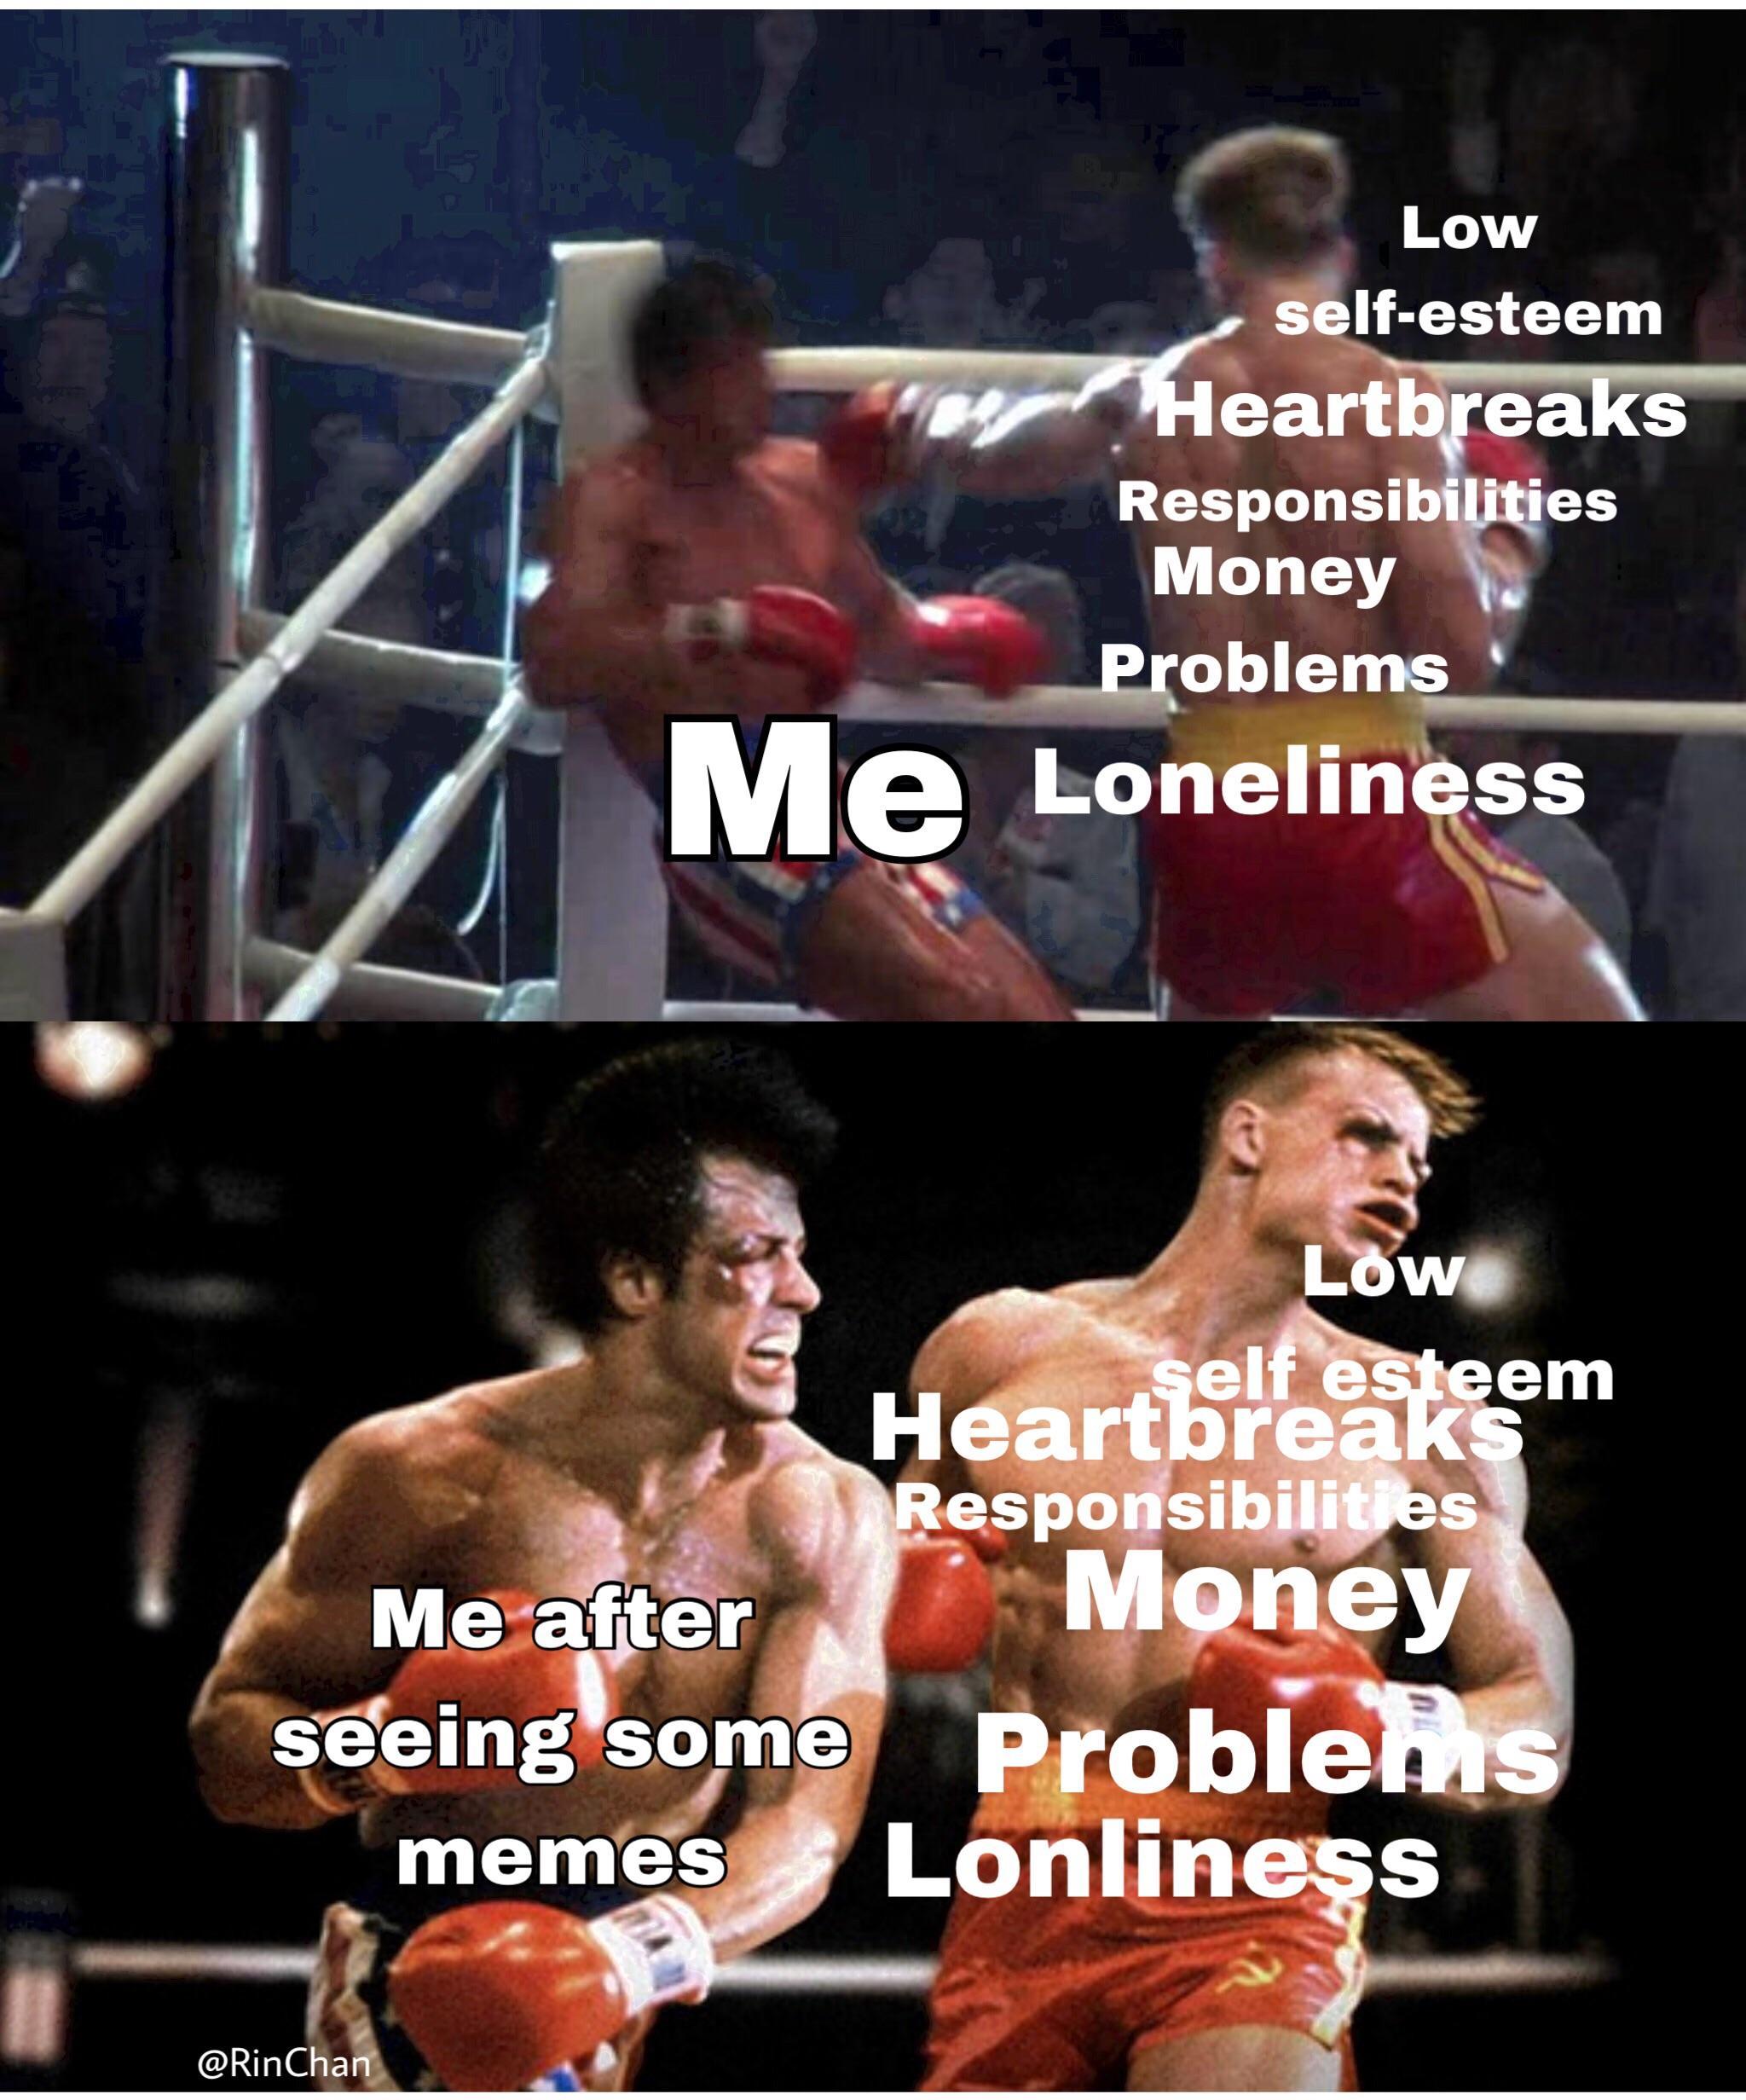 Low
self-esteem
Heartbreaks
Responsibilities
Money
Problems
Me
Loneliness
Low
self esteem
Heartbreaks
Responsibilities
Money
Me after
seeing some
memes
Problems
Lonliness
@RinChan